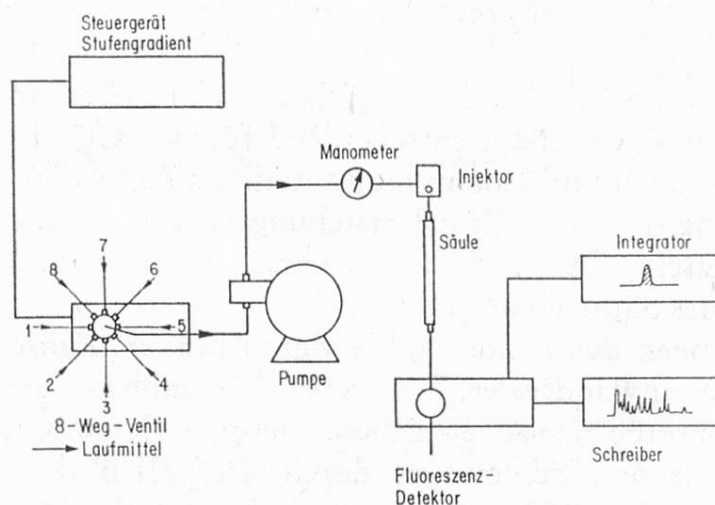 Steuergerät
Stufengradient
Manometer
Injektor
Säule
Integrator
7
8
6
1
5
2
4
3
8-Weg-Ventil
Laufmittel
Pumpe
Fluoreszenz-
Detektor
Schreiber